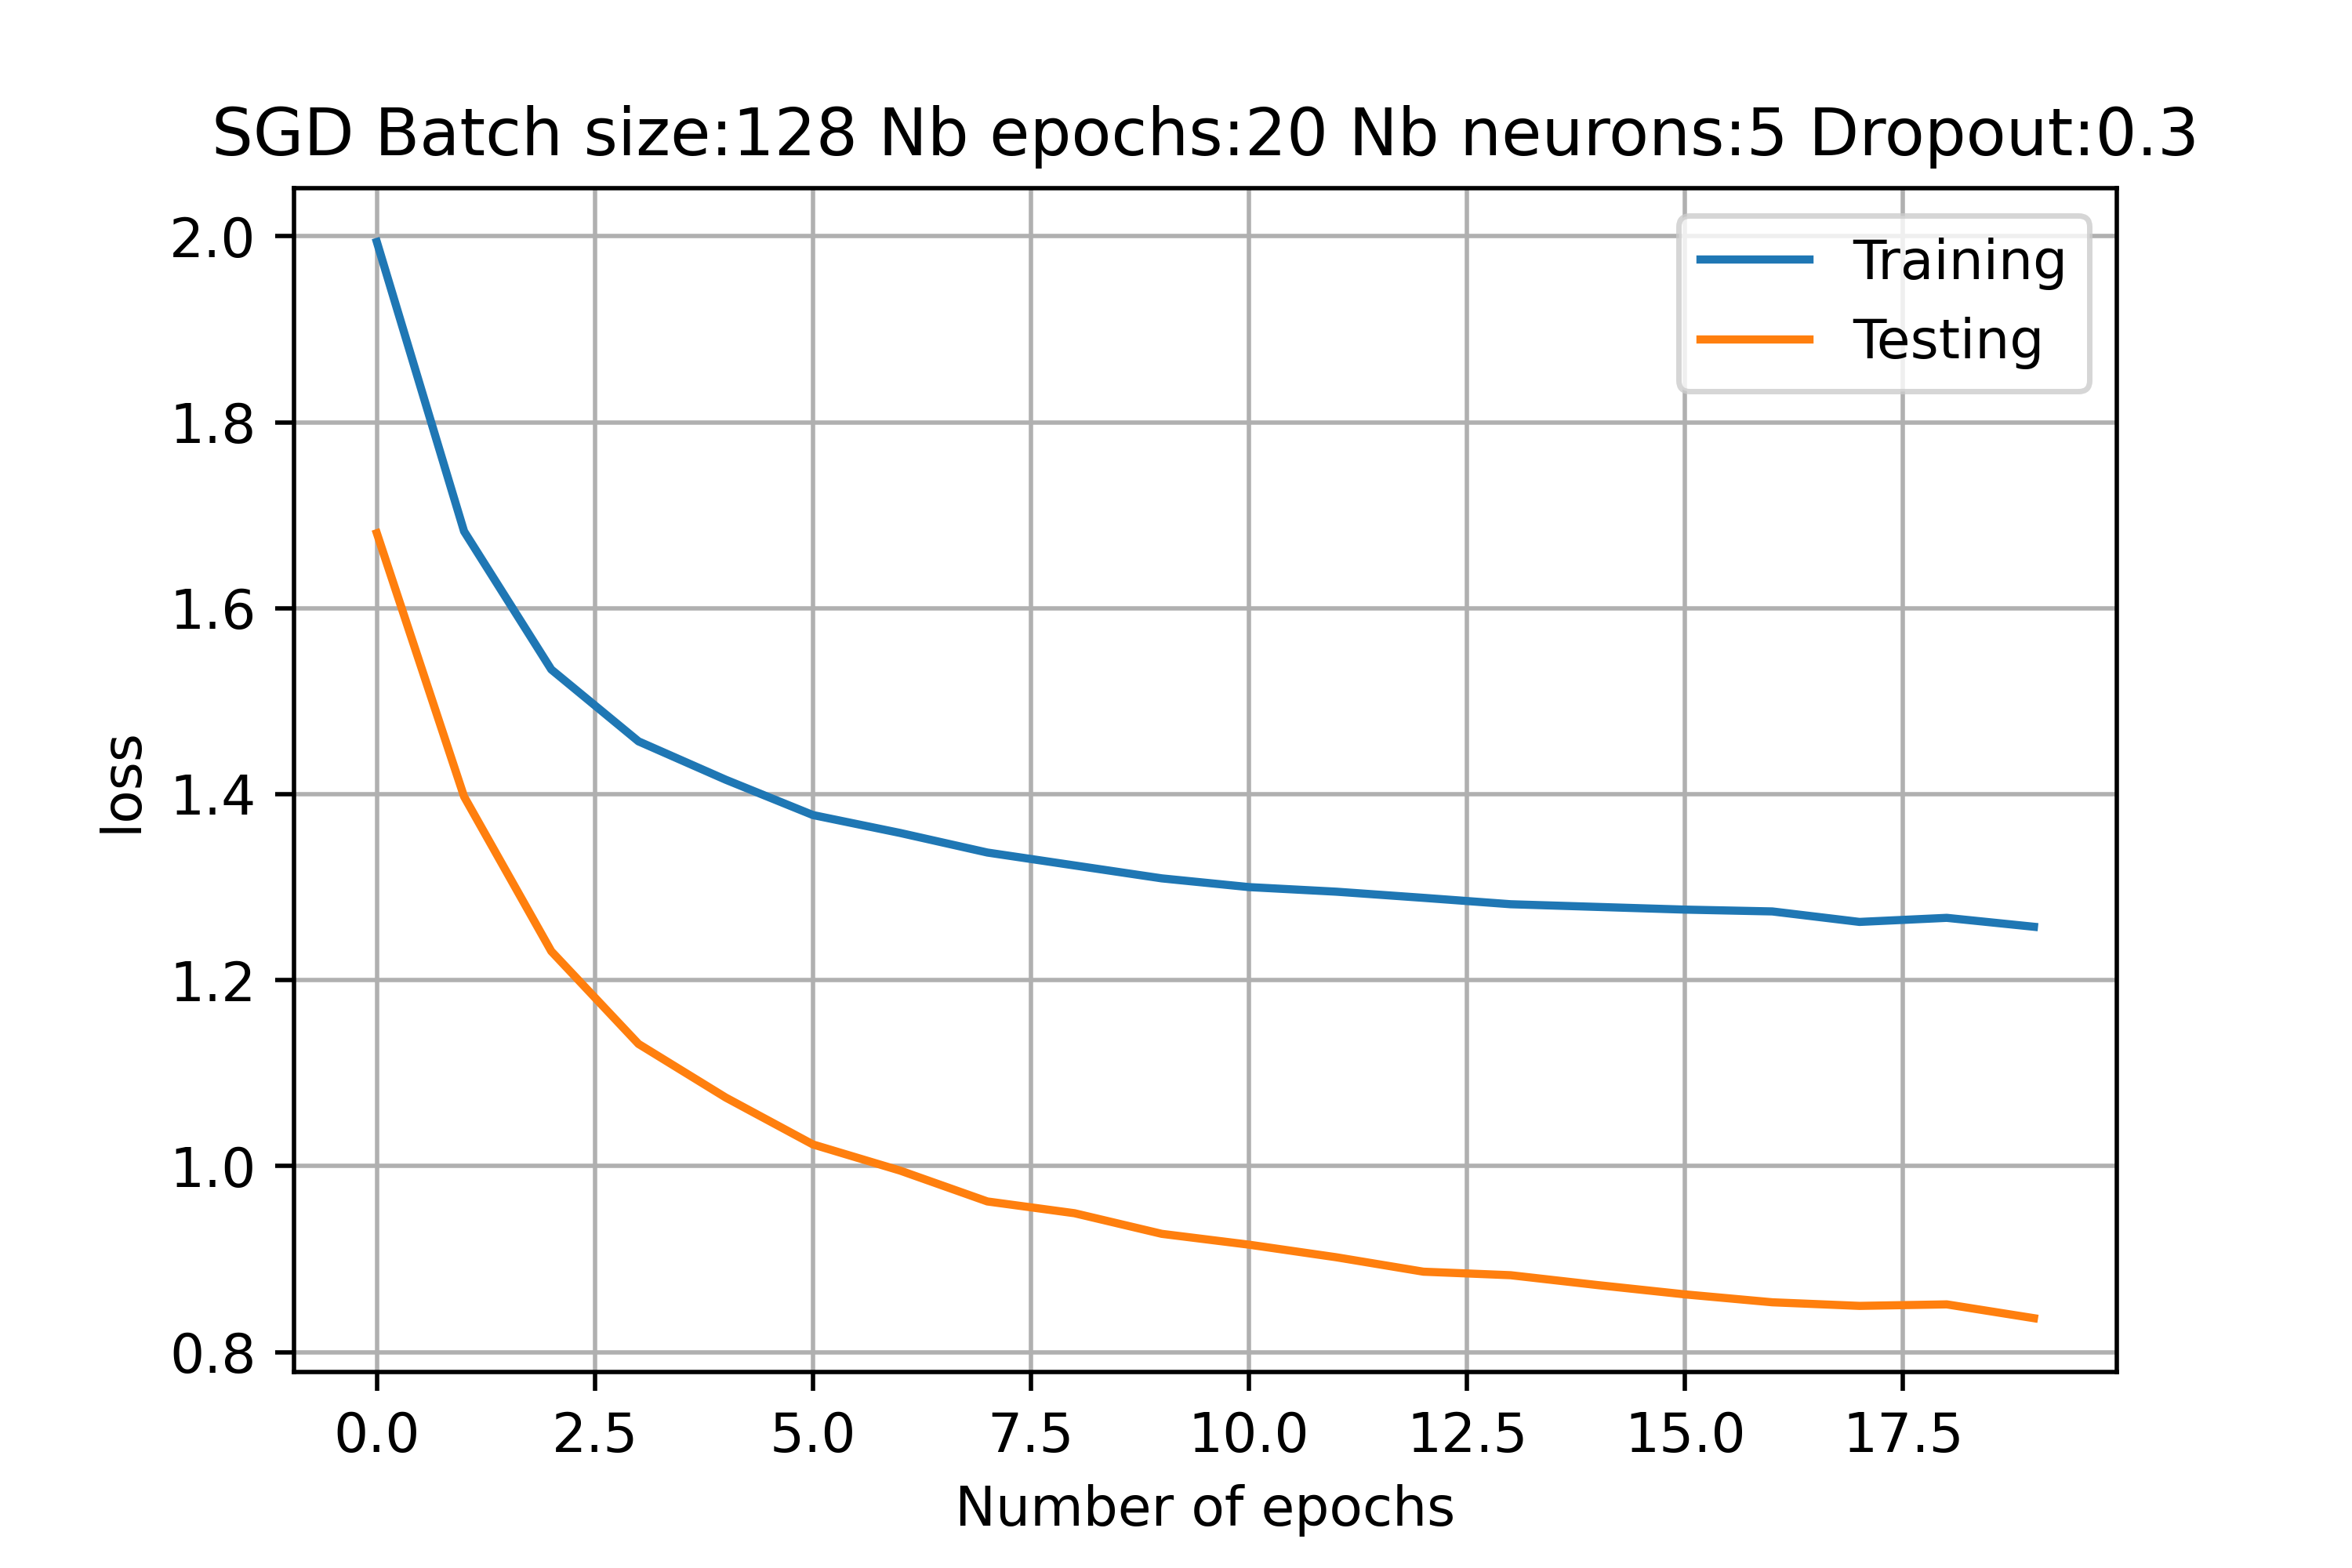 SGD Batch size:128 Nb epochs:20 Nb neurons:5 Dropout:0.3
Training
Testing
2.0
1.8
1.6
1.4
1.2
1.0
0.8
loss
0.0 2.5 5.0 7.5 10.0 12.5 15.0 17.5
Number of epochs